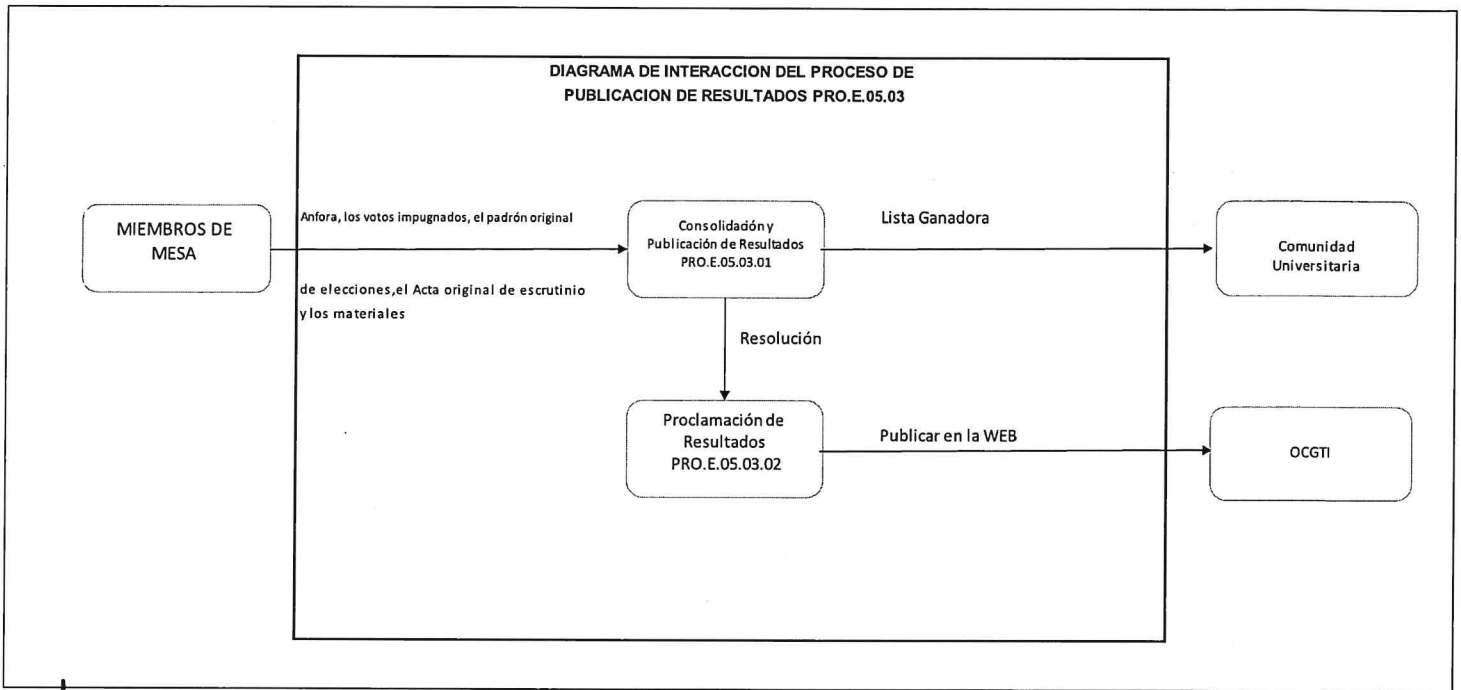 DIAGRAMA DE INTERACCION DEL PROCESO DE
PUBLICACION DE RESULTADOS PRO.E.05.03
MIEMBROS DE
MESA
Anfora, los votos impugnados, el padrón original
de elecciones,el Acta original de escrutinio
y los materiales
Consolidación y
Publicación de Resultados
PRO.E.05.03.01
Lista Ganadora
Comunidad
Universitaria
Resolución
Proclamación de
Resultados
PRO.E.05.03.02
Publicar en la WEB
OCGTI